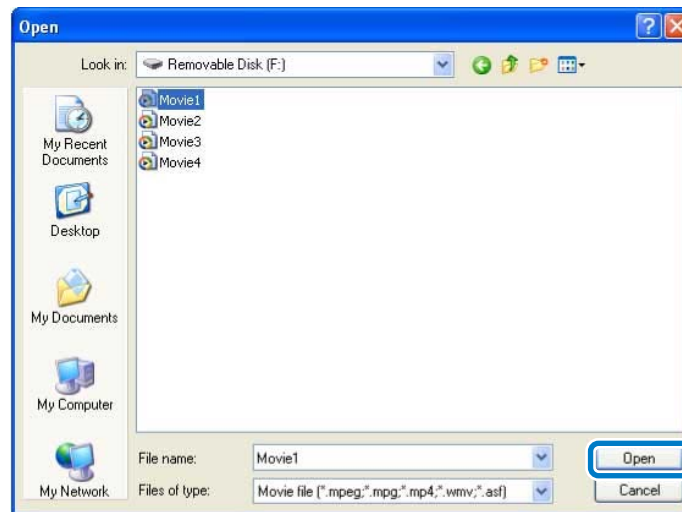 Open
Look in:
Removable Disk (F:)
Movie1
Movie2
Movie3
Movie4
My Recent
Documents
Desktop
My Documents
My Computer
My Network
File name:
Movie1
Open
Files of type:
Movie file (*.mpeg;*.mpg;*.mp4;*.wmv;*.asf)
Cancel